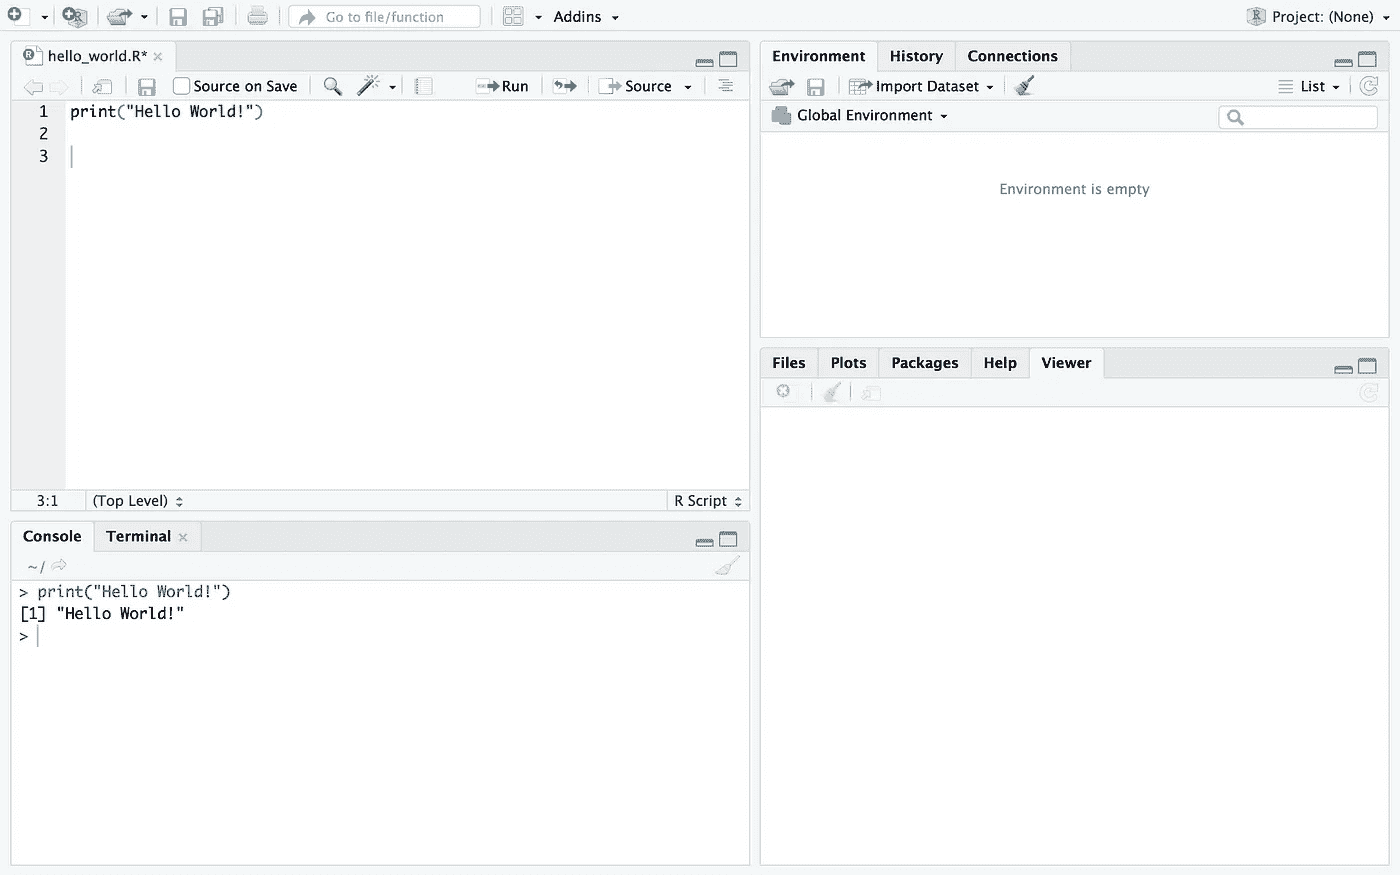 Go to file/function Addins Project: (None)
hello_world.R*
Source on Save Run Source
1 print("Hello World!")
2
3
3:1 (Top Level) R Script
Console Terminal
~/
> print("Hello World!")
[1] "Hello World!"
>
Environment History Connections
Import Dataset List
Global Environment
Environment is empty
Files Plots Packages Help Viewer